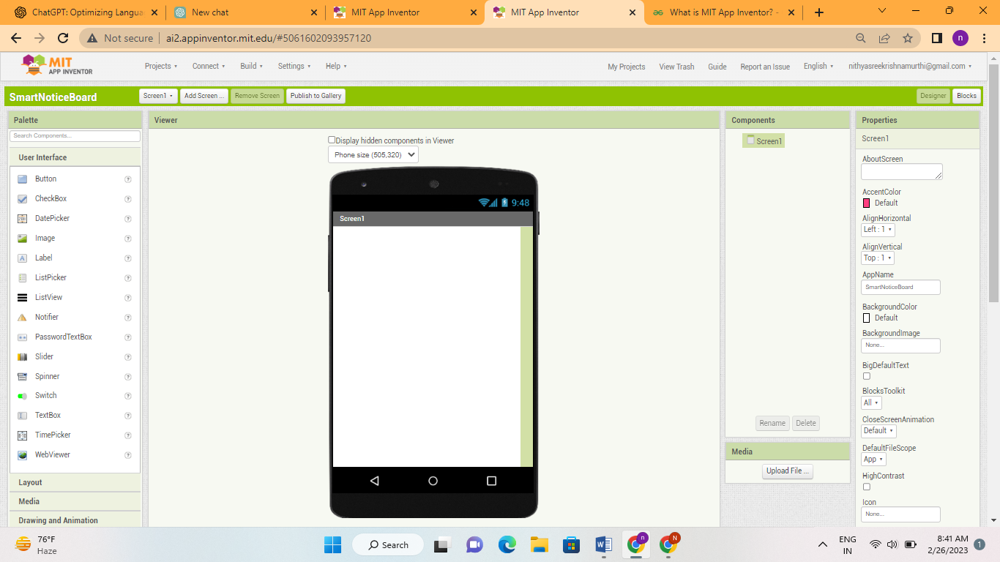 ChatGPT: Optimizing Langua
New chat
MIT App Inventor
MIT App Inventor
What is MIT App Inventor? -
Not secure
ai2.appinventor.mit.edu/#5061602093957120
n
MIT
APP INVENTOR
Projects
Connect
Build
Settings
Help
My Projects
View Trash
Guide
Report an Issue
English
nithyasreekrishnamurthi@gmail.com
SmartNoticeBoard
Screen1
Add Screen ...
Remove Screen
Publish to Gallery
Designer
Blocks
Palette
Search Components...
User Interface
Button
CheckBox
DatePicker
Image
Label
ListPicker
ListView
Notifier
PasswordTextBox
Slider
Spinner
Switch
TextBox
TimePicker
WebViewer
Layout
Media
Drawing and Animation
Viewer
Display hidden components in Viewer
Phone size (505,320)
9:48
Screen1
Components
Screen1
Rename
Delete
Media
Upload File ...
Properties
Screen1
AboutScreen
AccentColor
Default
AlignHorizontal
Left : 1
AlignVertical
Top : 1
AppName
SmartNoticeBoard
BackgroundColor
Default
BackgroundImage
None...
BigDefaultText
BlocksToolkit
All
CloseScreenAnimation
Default
DefaultFileScope
App
HighContrast
Icon
None...
76°F
Haze
Search
n
N
ENG
IN
8:41 AM
2/26/2023
1